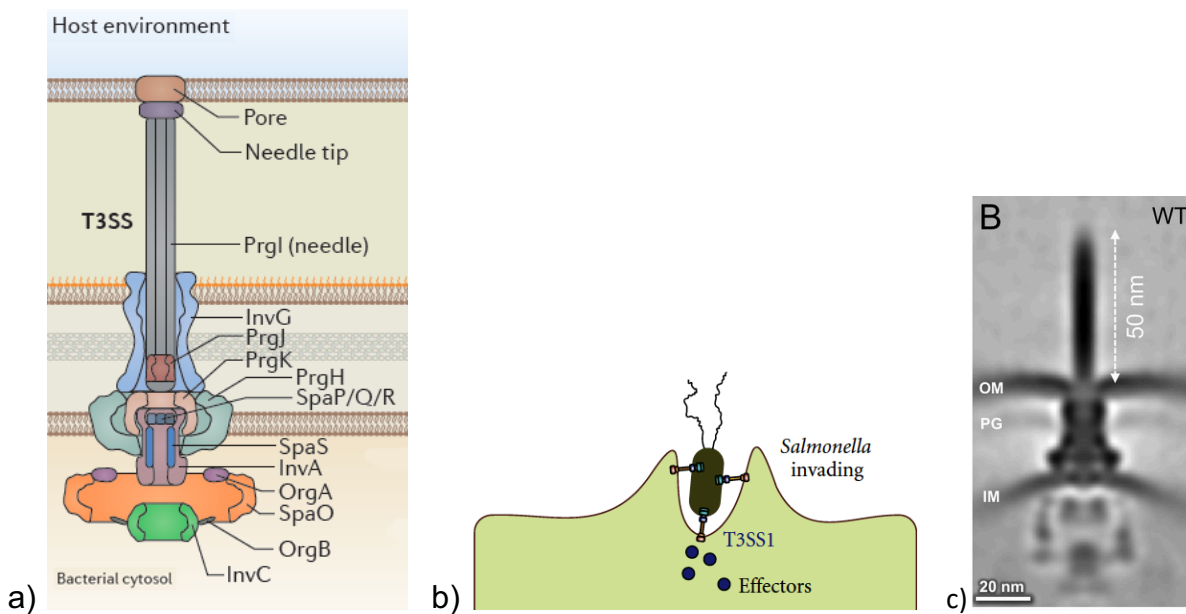 Host environment
Pore
Needle tip
T3SS
PrgI (needle)
InvG
PrgJ
PrgK
PrgH
SpaP/Q/R
SpaS
InvA
OrgA
SpaO
OrgB
InvC
Bacterial cytosol
a)
Salmonella
invading
T3SS1
Effectors
b)
B
WT
50 nm
OM
PG
IM
20 nm
c)